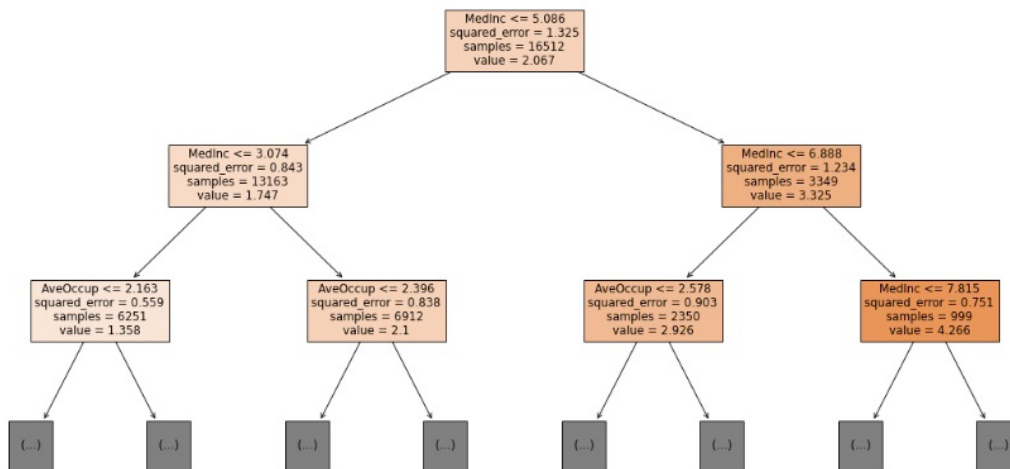 MedInc <= 5.086
squared_error = 1.325
samples = 16512
value = 2.067
MedInc <= 3.074
squared_error = 0.843
samples = 13163
value = 1.747
MedInc <= 6.888
squared_error = 1.234
samples = 3349
value = 3.325
AveOccup <= 2.163
squared_error = 0.559
samples = 6251
value = 1.358
AveOccup <= 2.396
squared_error = 0.838
samples = 6912
value = 2.1
AveOccup <= 2.578
squared_error = 0.903
samples = 2350
value = 2.926
MedInc <= 7.815
squared_error = 0.751
samples = 999
value = 4.266
(...)
(...)
(...)
(...)
(...)
(...)
(...)
(...)